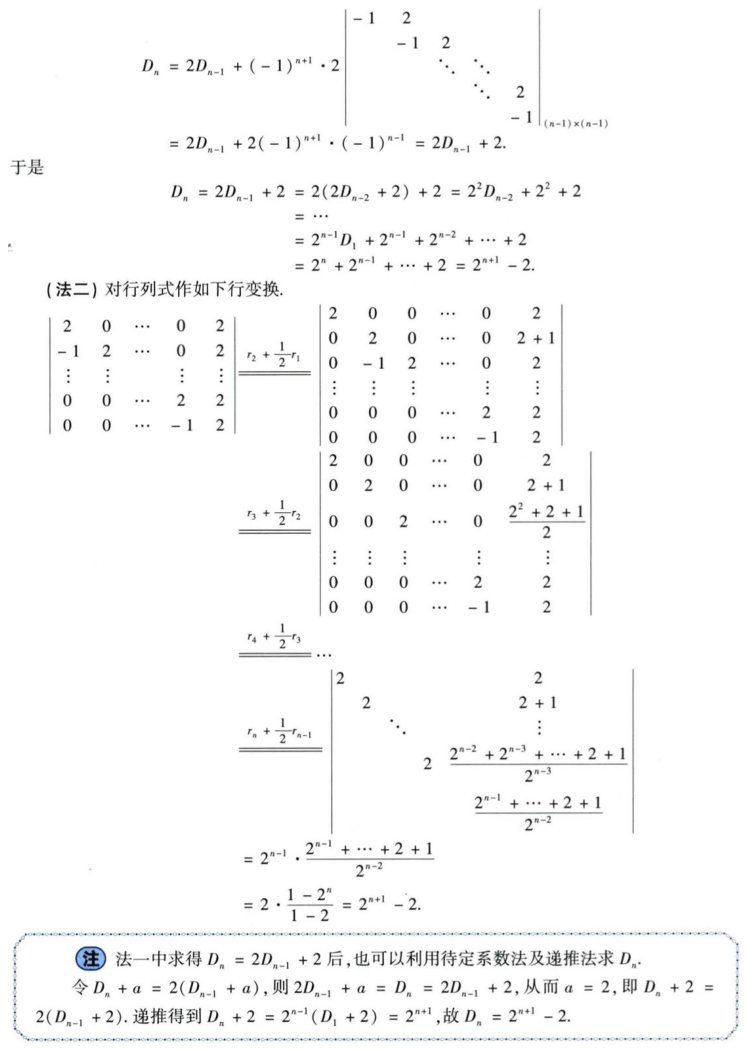 D_n = 2D_{n-1} + (-1)^{n+1} · 2 | -1 2
-1 2
⋱ ⋱
⋱ 2
-1 |_{(n-1)×(n-1)}
= 2D_{n-1} + 2(-1)^{n+1} · (-1)^{n-1} = 2D_{n-1} + 2.
于是
D_n = 2D_{n-1} + 2 = 2(2D_{n-2} + 2) + 2 = 2^2 D_{n-2} + 2^2 + 2
= ⋯
= 2^{n-1}D_1 + 2^{n-1} + 2^{n-2} + ⋯ + 2
= 2^n + 2^{n-1} + ⋯ + 2 = 2^{n+1} - 2.
(法二) 对行列式作如下行变换.
| 2 0 ⋯ 0 2 |
| -1 2 ⋯ 0 2 |
| ⋮ ⋮ ⋮ ⋮ |
| 0 0 ⋯ 2 2 |
| 0 0 ⋯ -1 2 |
r_2 + \frac{1}{2}r_1
| 2 0 0 ⋯ 0 2 |
| 0 2 0 ⋯ 0 2 + 1 |
| 0 -1 2 ⋯ 0 2 |
| ⋮ ⋮ ⋮ ⋮ ⋮ |
| 0 0 0 ⋯ 2 2 |
| 0 0 0 ⋯ -1 2 |
r_3 + \frac{1}{2}r_2
| 2 0 0 ⋯ 0 2 |
| 0 2 0 ⋯ 0 2 + 1 |
| 0 0 2 ⋯ 0 \frac{2^2 + 2 + 1}{2} |
| ⋮ ⋮ ⋮ ⋮ ⋮ |
| 0 0 0 ⋯ 2 2 |
| 0 0 0 ⋯ -1 2 |
r_4 + \frac{1}{2}r_3 ⋯
r_n + \frac{1}{2}r_{n-1}
| 2 2 |
| 2 2 + 1 |
| ⋱ ⋮ |
| 2 \frac{2^{n-2} + 2^{n-3} + ⋯ + 2 + 1}{2^{n-3}} |
| \frac{2^{n-1} + ⋯ + 2 + 1}{2^{n-2}} |
= 2^{n-1} · \frac{2^{n-1} + ⋯ + 2 + 1}{2^{n-2}}
= 2 · \frac{1 - 2^n}{1 - 2} = 2^{n+1} - 2.
注 法一中求得 D_n = 2D_{n-1} + 2 后,也可以利用待定系数法及递推法求 D_n.
令 D_n + a = 2(D_{n-1} + a),则 2D_{n-1} + a = D_n = 2D_{n-1} + 2,从而 a = 2,即 D_n + 2 =
2(D_{n-1} + 2). 递推得到 D_n + 2 = 2^{n-1}(D_1 + 2) = 2^{n+1},故 D_n = 2^{n+1} - 2.